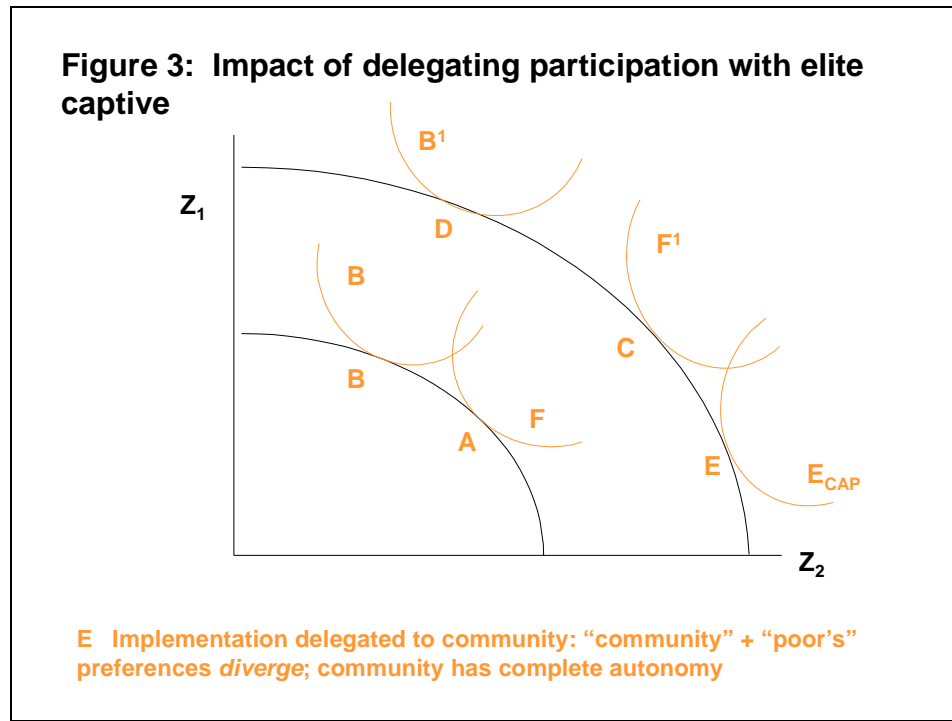 Figure 3: Impact of delegating participation with elite
captive
B¹
Z₁
D
F¹
B
C
B
F
A
E
E_CAP
Z₂
E Implementation delegated to community: “community” + “poor’s”
preferences diverge; community has complete autonomy